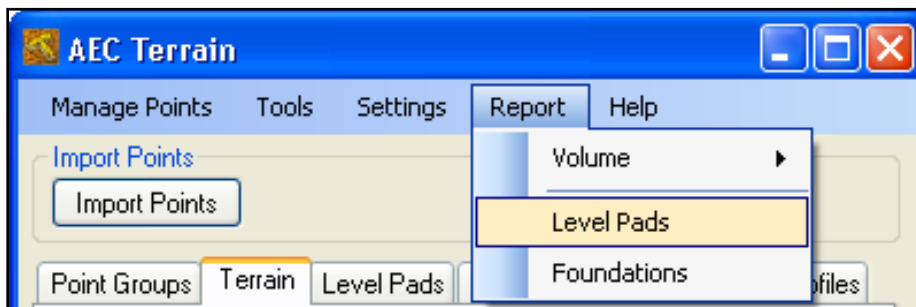 AEC Terrain
Manage Points Tools Settings Report Help
Import Points
Import Points
Volume
Level Pads
Foundations
Point Groups Terrain Level Pads